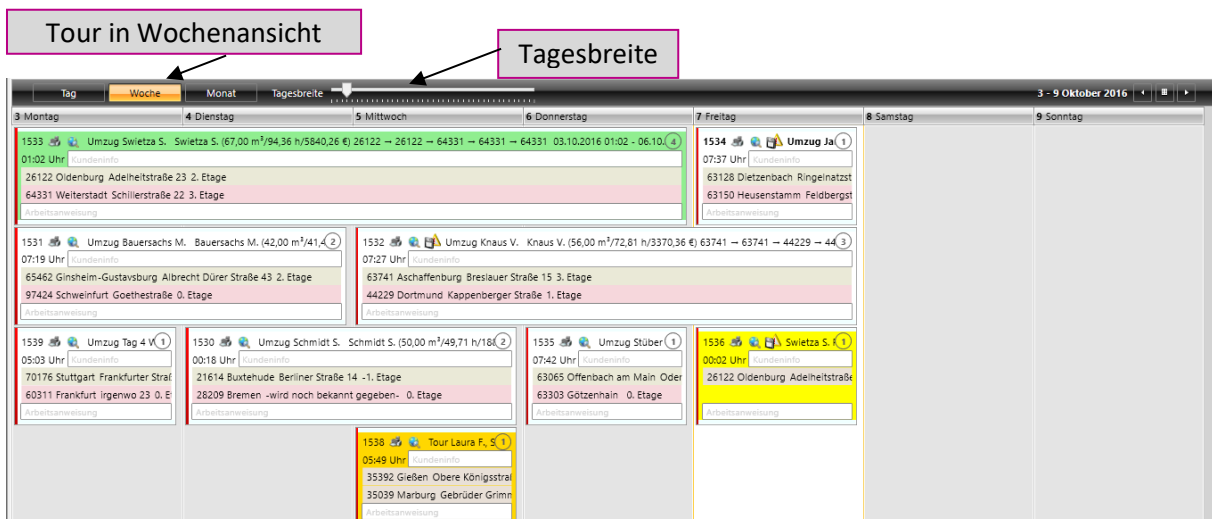 Tour in Wochenansicht
Tagesbreite
Tag Woche Monat Tagesbreite 3 - 9 Oktober 2016
3 Montag 4 Dienstag 5 Mittwoch 6 Donnerstag 7 Freitag 8 Samstag 9 Sonntag
1533 Umzug Swietza S. Swietza S. (67,00 m³/94,36 h/5840,26 €) 26122 → 26122 → 64331 → 64331 → 64331 03.10.2016 01:02 - 06.10. 4
01:02 Uhr Kundeninfo
26122 Oldenburg Adelheitstraße 23 2. Etage
64331 Weiterstadt Schillerstraße 22 3. Etage
Arbeitsanweisung
1534 Umzug Ja 1
07:37 Uhr Kundeninfo
63128 Dietzenbach Ringelnatzst
63150 Heusenstamm Feldbergst
Arbeitsanweisung
1531 Umzug Bauersachs M. Bauersachs M. (42,00 m³/41,4 2
07:19 Uhr Kundeninfo
65462 Ginsheim-Gustavsburg Albrecht Dürer Straße 43 2. Etage
97424 Schweinfurt Goethestraße 0. Etage
Arbeitsanweisung
1532 Umzug Knaus V. Knaus V. (56,00 m³/72,81 h/3370,36 €) 63741 → 63741 → 44229 → 44 3
07:27 Uhr Kundeninfo
63741 Aschaffenburg Breslauer Straße 15 3. Etage
44229 Dortmund Kappenberger Straße 1. Etage
Arbeitsanweisung
1539 Umzug Tag 4 1
05:03 Uhr Kundeninfo
70176 Stuttgart Frankfurter Straß
60311 Frankfurt irgenwo 23 0. E
Arbeitsanweisung
1530 Umzug Schmidt S. Schmidt S. (50,00 m³/49,71 h/18 2
00:18 Uhr Kundeninfo
21614 Buxtehude Berliner Straße 14 -1. Etage
28209 Bremen -wird noch bekannt gegeben- 0. Etage
Arbeitsanweisung
1535 Umzug Stüber 1
07:42 Uhr Kundeninfo
63065 Offenbach am Main Oder
63303 Götzenhain 0. Etage
Arbeitsanweisung
1536 Swietza S. 1
00:02 Uhr Kundeninfo
26122 Oldenburg Adelheitstraße
Arbeitsanweisung
1538 Tour Laura F., S 1
05:49 Uhr Kundeninfo
35392 Gießen Obere Königsstraß
35039 Marburg Gebrüder Grimm
Arbeitsanweisung